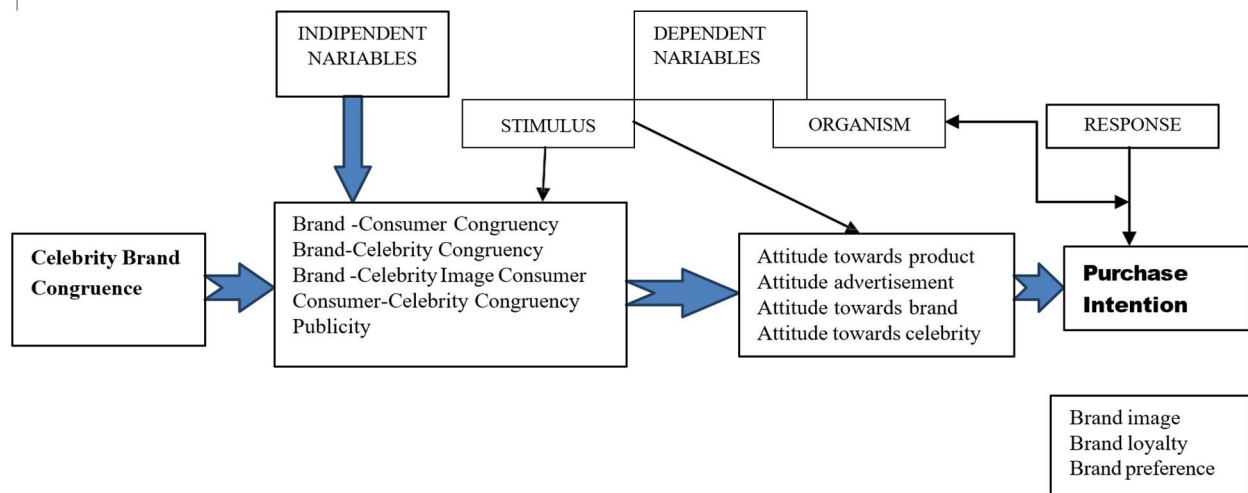 INDIPENDENT
NARIABLES
DEPENDENT
NARIABLES
STIMULUS
ORGANISM
RESPONSE
Celebrity Brand
Congruence
Brand -Consumer Congruency
Brand-Celebrity Congruency
Brand -Celebrity Image Consumer
Consumer-Celebrity Congruency
Publicity
Attitude towards product
Attitude advertisement
Attitude towards brand
Attitude towards celebrity
Purchase
Intention
Brand image
Brand loyalty
Brand preference